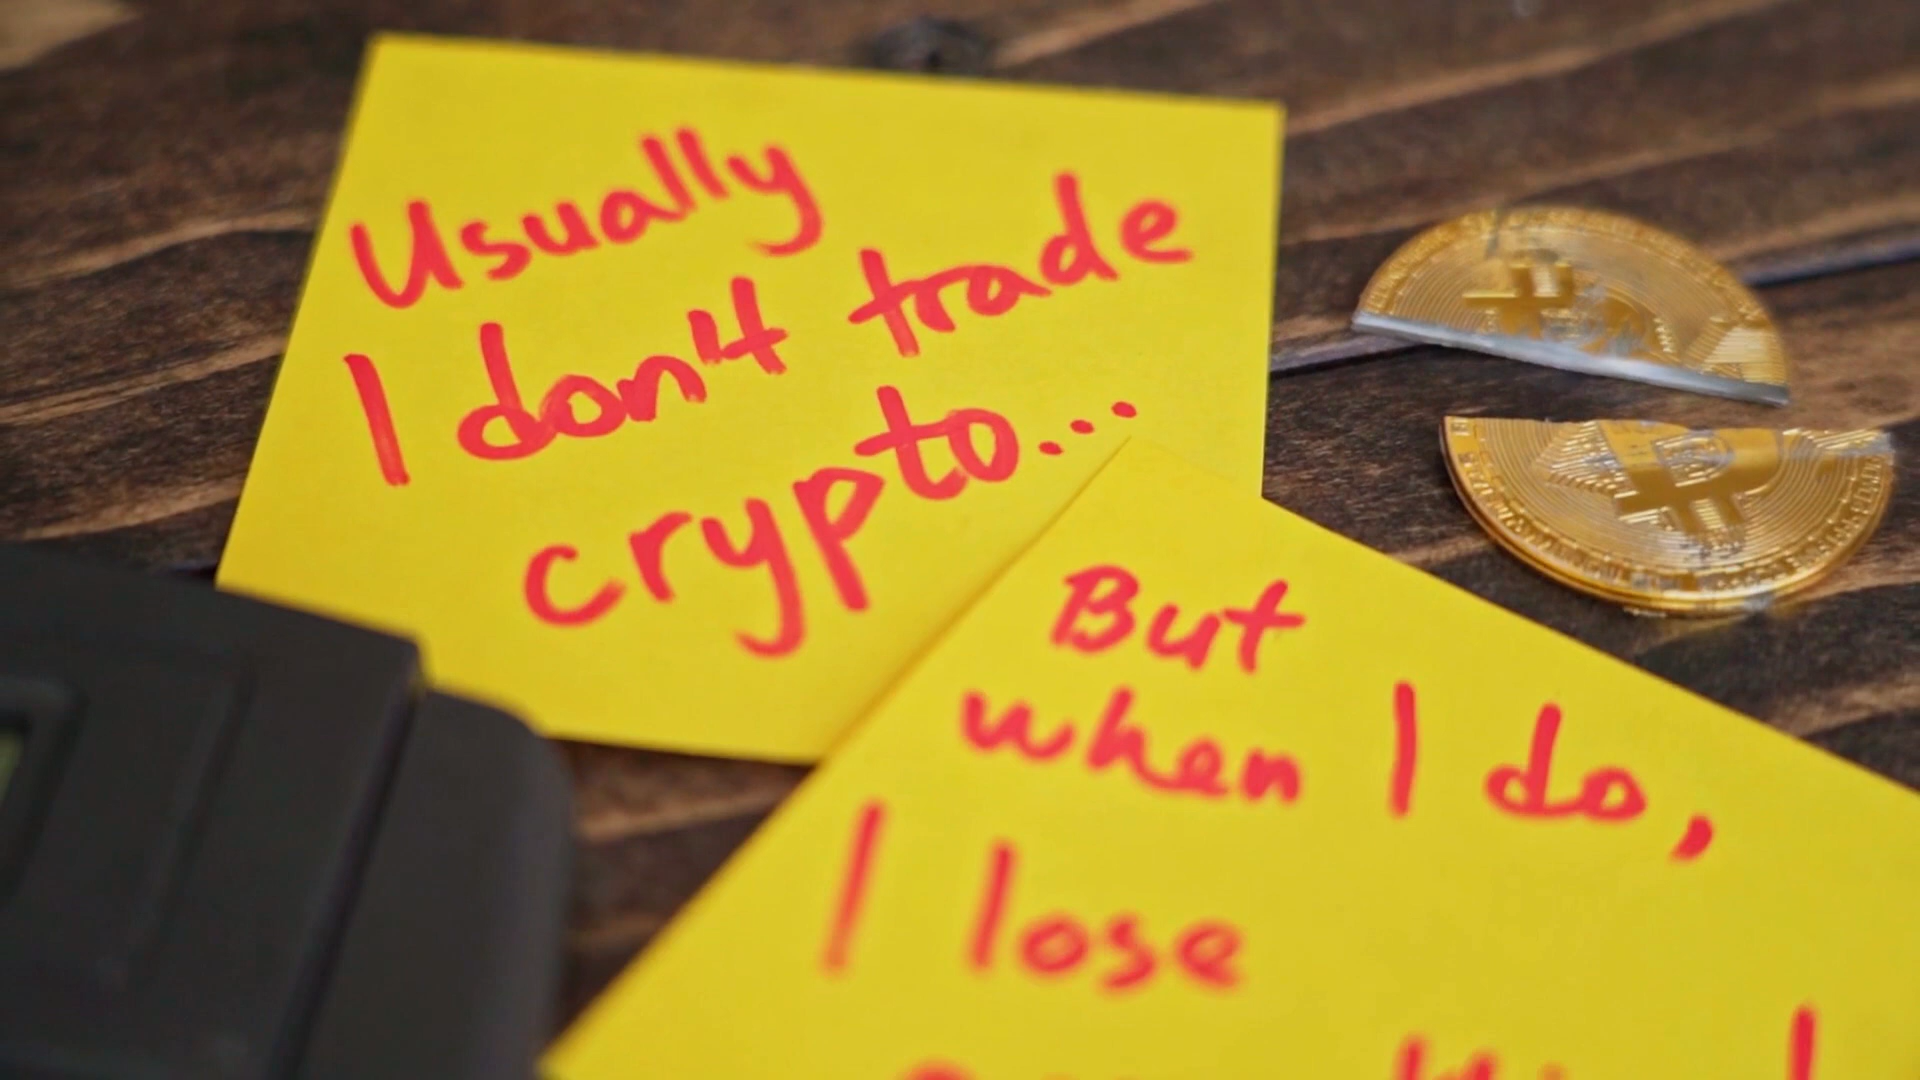 Usually
I don't trade
crypto...
But
when I do,
I lose